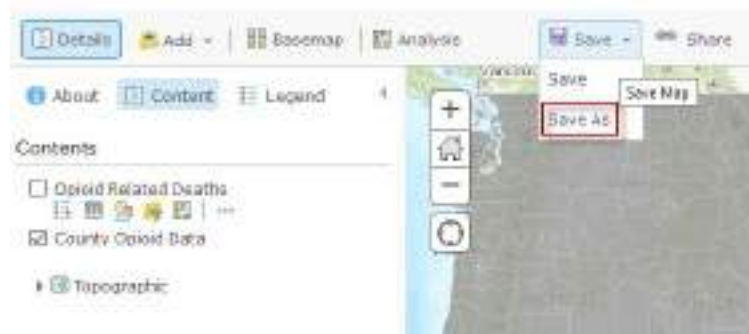 Details Add Basemap Analysis Save Share
About Content Legend
Save
Save Map
Save As
Contents
Opioid Related Deaths
County Opioid Data
Topographic